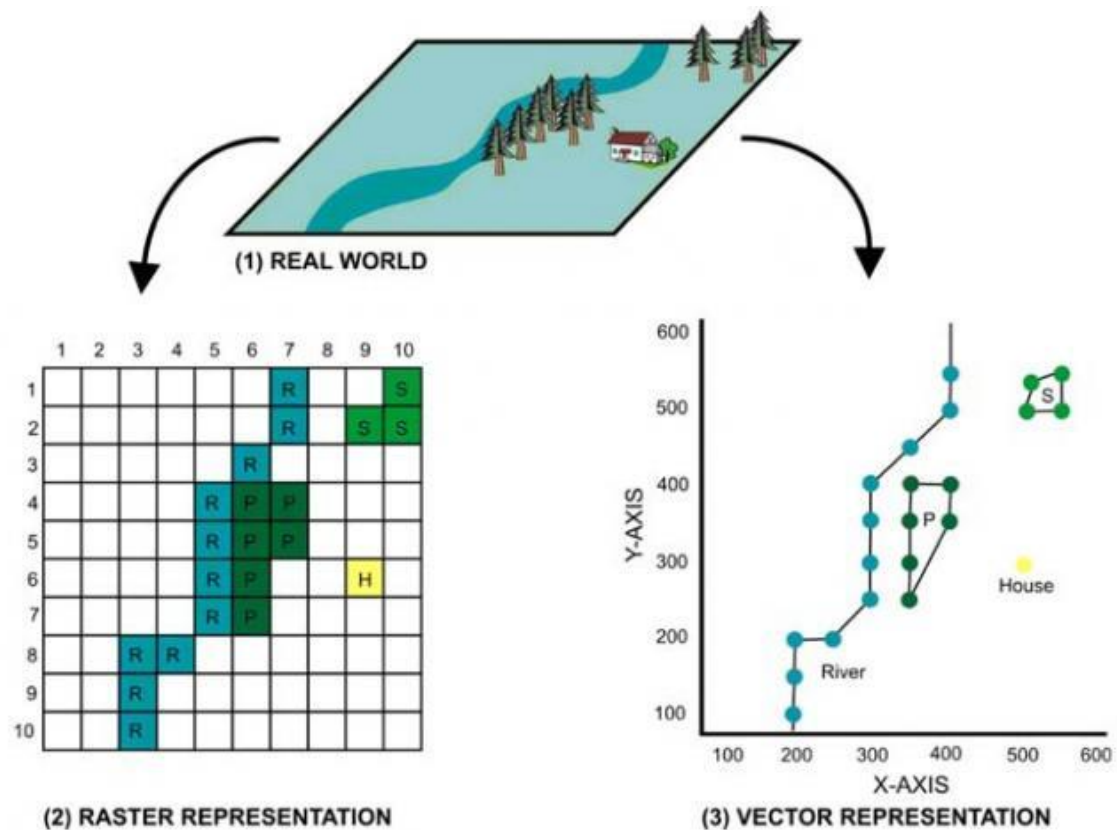 (1) REAL WORLD
1 2 3 4 5 6 7 8 9 10
1 R S
2 R S S
3 R
4 R P P
5 R P P
6 R P H
7 R P
8 R R
9 R
10 R
(2) RASTER REPRESENTATION
600
500
400
300
200
100
Y-AXIS
S
P
House
River
100 200 300 400 500 600
X-AXIS
(3) VECTOR REPRESENTATION